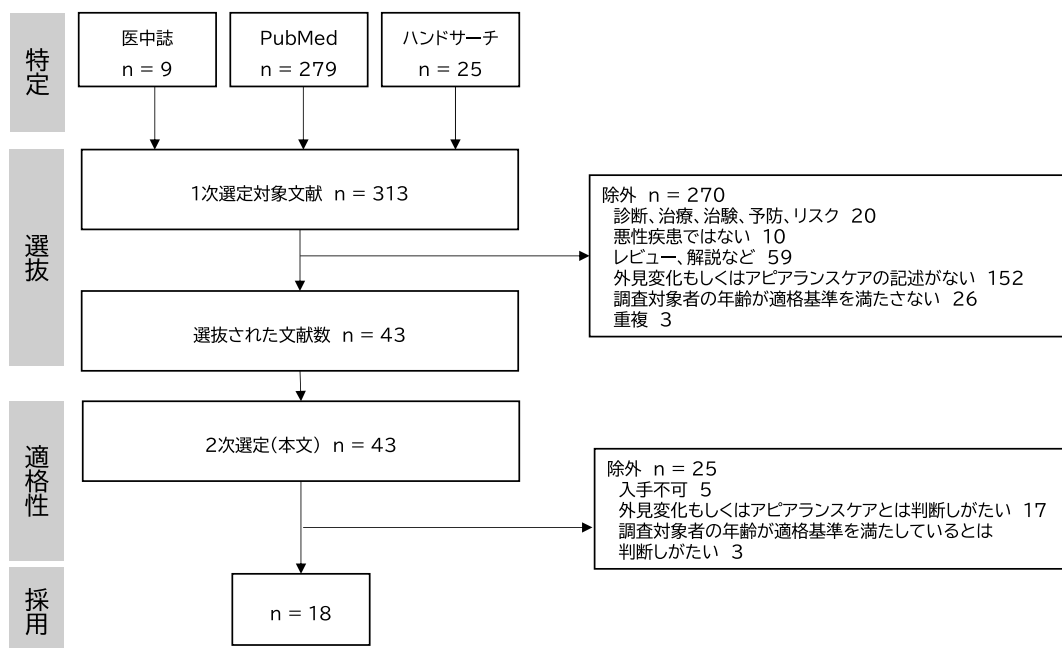 特定
医中誌
n = 9
PubMed
n = 279
ハンドサーチ
n = 25
選抜
1次選定対象文献 n = 313
除外 n = 270
診断、治療、治験、予防、リスク 20
悪性疾患ではない 10
レビュー、解説など 59
外見変化もしくはアピアランスケアの記述がない 152
調査対象者の年齢が適格基準を満たさない 26
重複 3
選抜された文献数 n = 43
適格性
2次選定(本文) n = 43
除外 n = 25
入手不可 5
外見変化もしくはアピアランスケアとは判断しがたい 17
調査対象者の年齢が適格基準を満たしているとは
判断しがたい 3
採用
n = 18